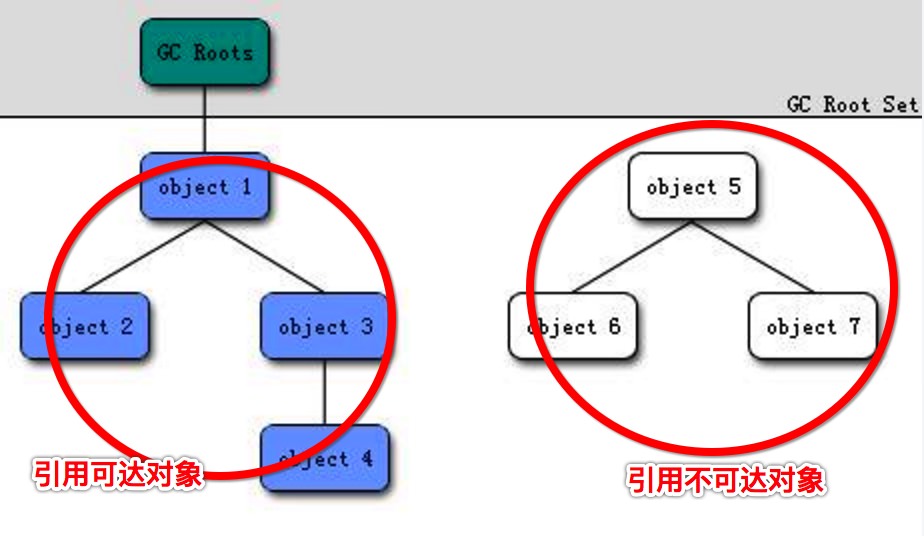 GC Roots
GC Root Set
object 1
object 5
object 2
object 3
object 6
object 7
object 4
引用可达对象
引用不可达对象